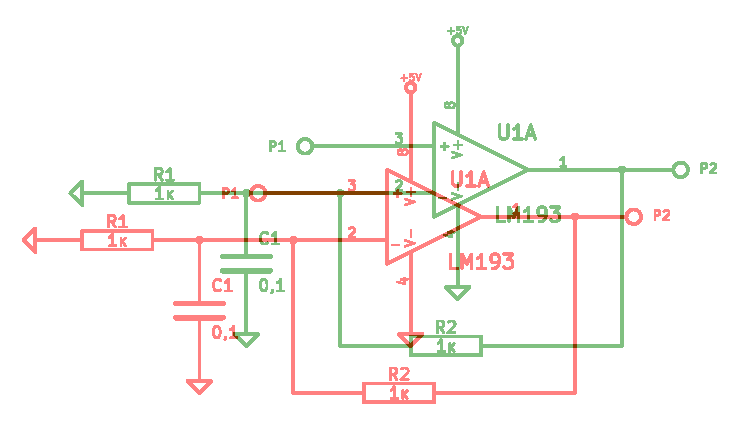 +5V
+5V
8
U1A
P1
3
+
V+
8
1
P2
R1
1K
P1
3
2
+
V+
-
V-
U1A
1
P2
LM193
4
R1
1K
C1
2
-
V-
LM193
C1
0,1
4
0,1
R2
1K
R2
1K